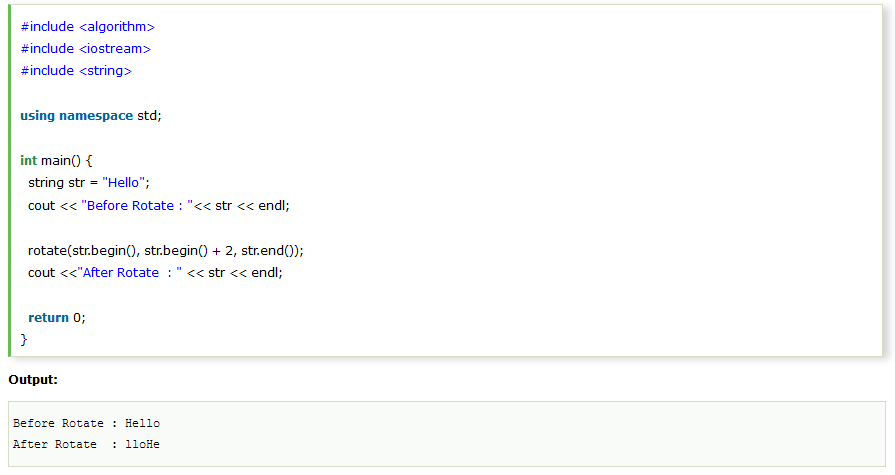 #include <algorithm>
#include <iostream>
#include <string>
using namespace std;
int main() {
string str = "Hello";
cout << "Before Rotate : "<< str << endl;
rotate(str.begin(), str.begin() + 2, str.end());
cout <<"After Rotate  : " << str << endl;
return 0;
}
Output:
Before Rotate : Hello
After Rotate  : lloHe